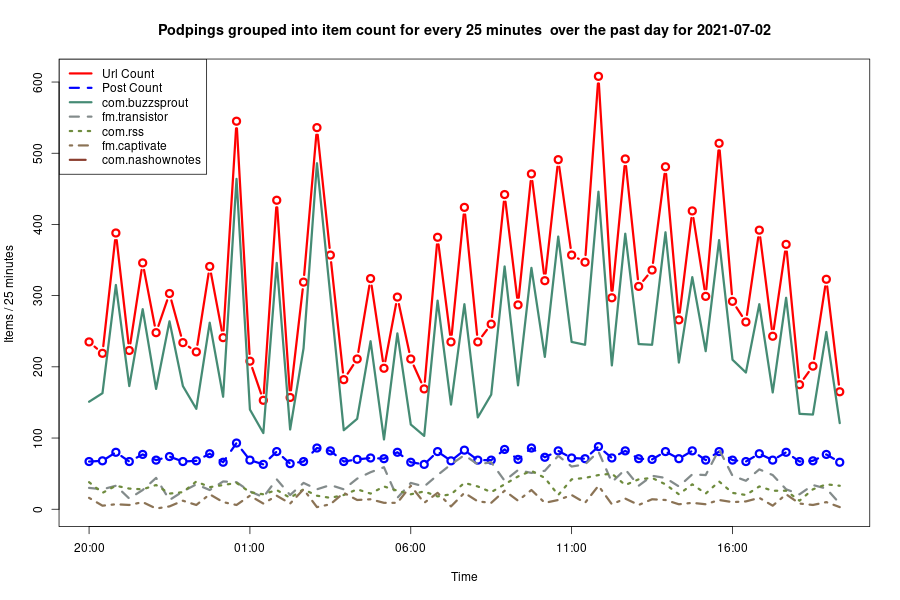 Podpings grouped into item count for every 25 minutes  over the past day for 2021-07-02
Url Count
Post Count
com.buzzsprout
fm.transistor
com.rss
fm.captivate
com.nashownotes
Items / 25 minutes
600
500
400
300
200
100
0
20:00 01:00 06:00 11:00 16:00
Time